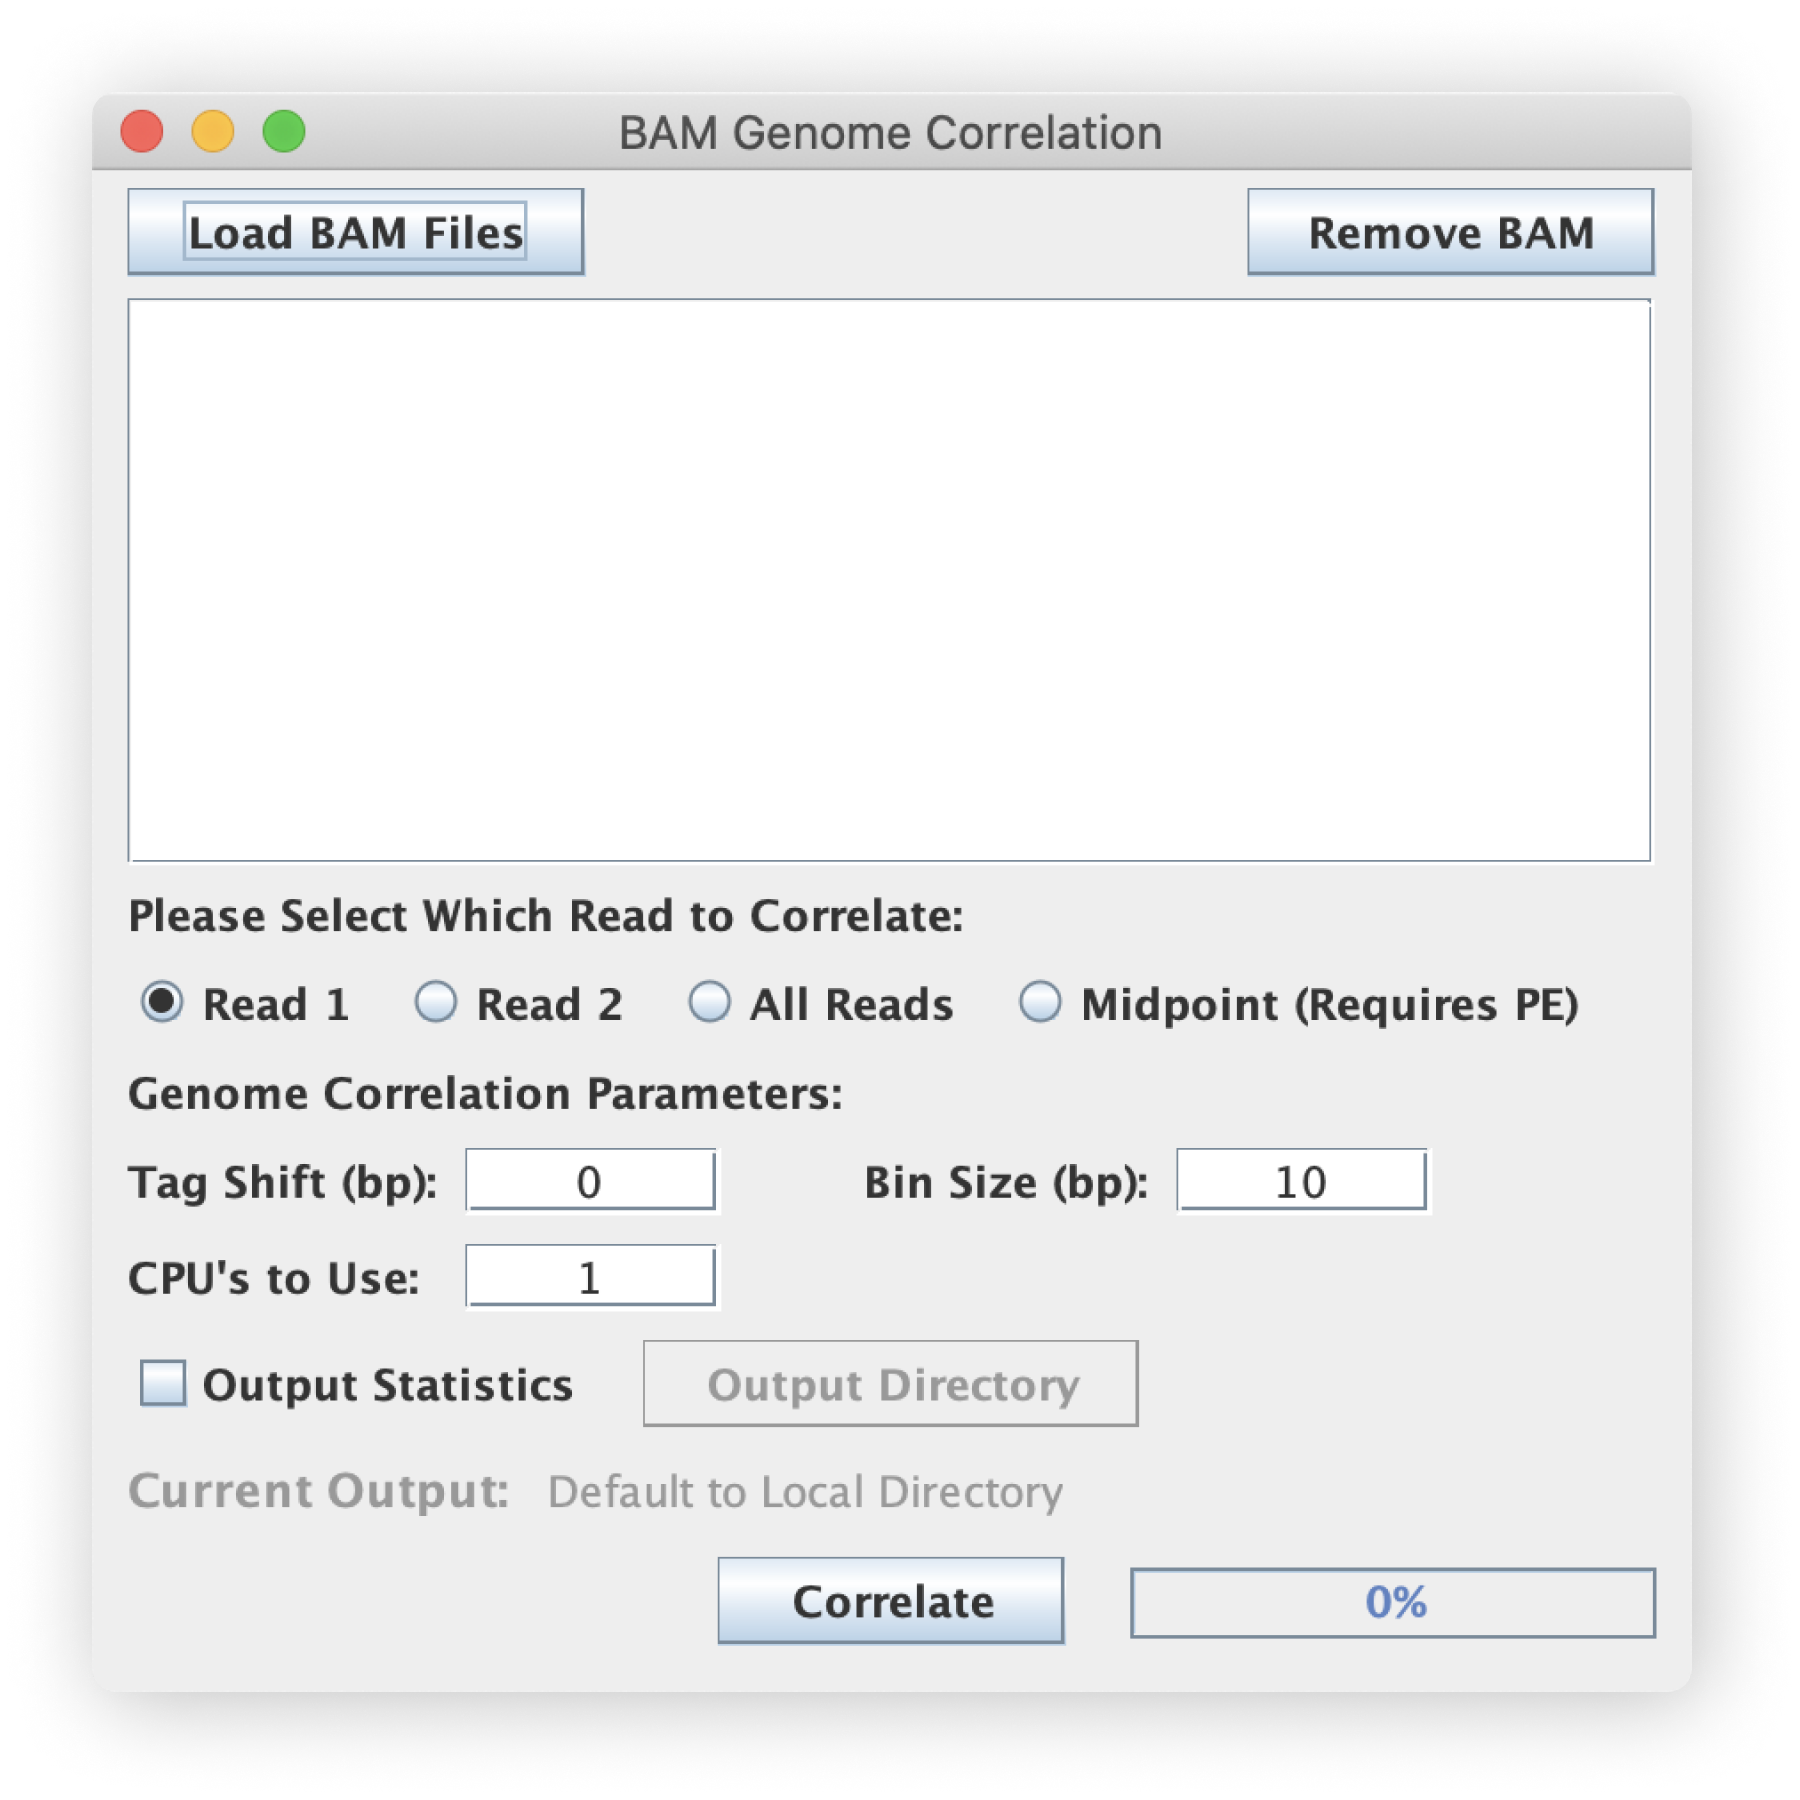 BAM Genome Correlation
Load BAM Files Remove BAM
Please Select Which Read to Correlate:
Read 1 Read 2 All Reads Midpoint (Requires PE)
Genome Correlation Parameters:
Tag Shift (bp): 0 Bin Size (bp): 10
CPU's to Use: 1
Output Statistics Output Directory
Current Output: Default to Local Directory
Correlate 0%